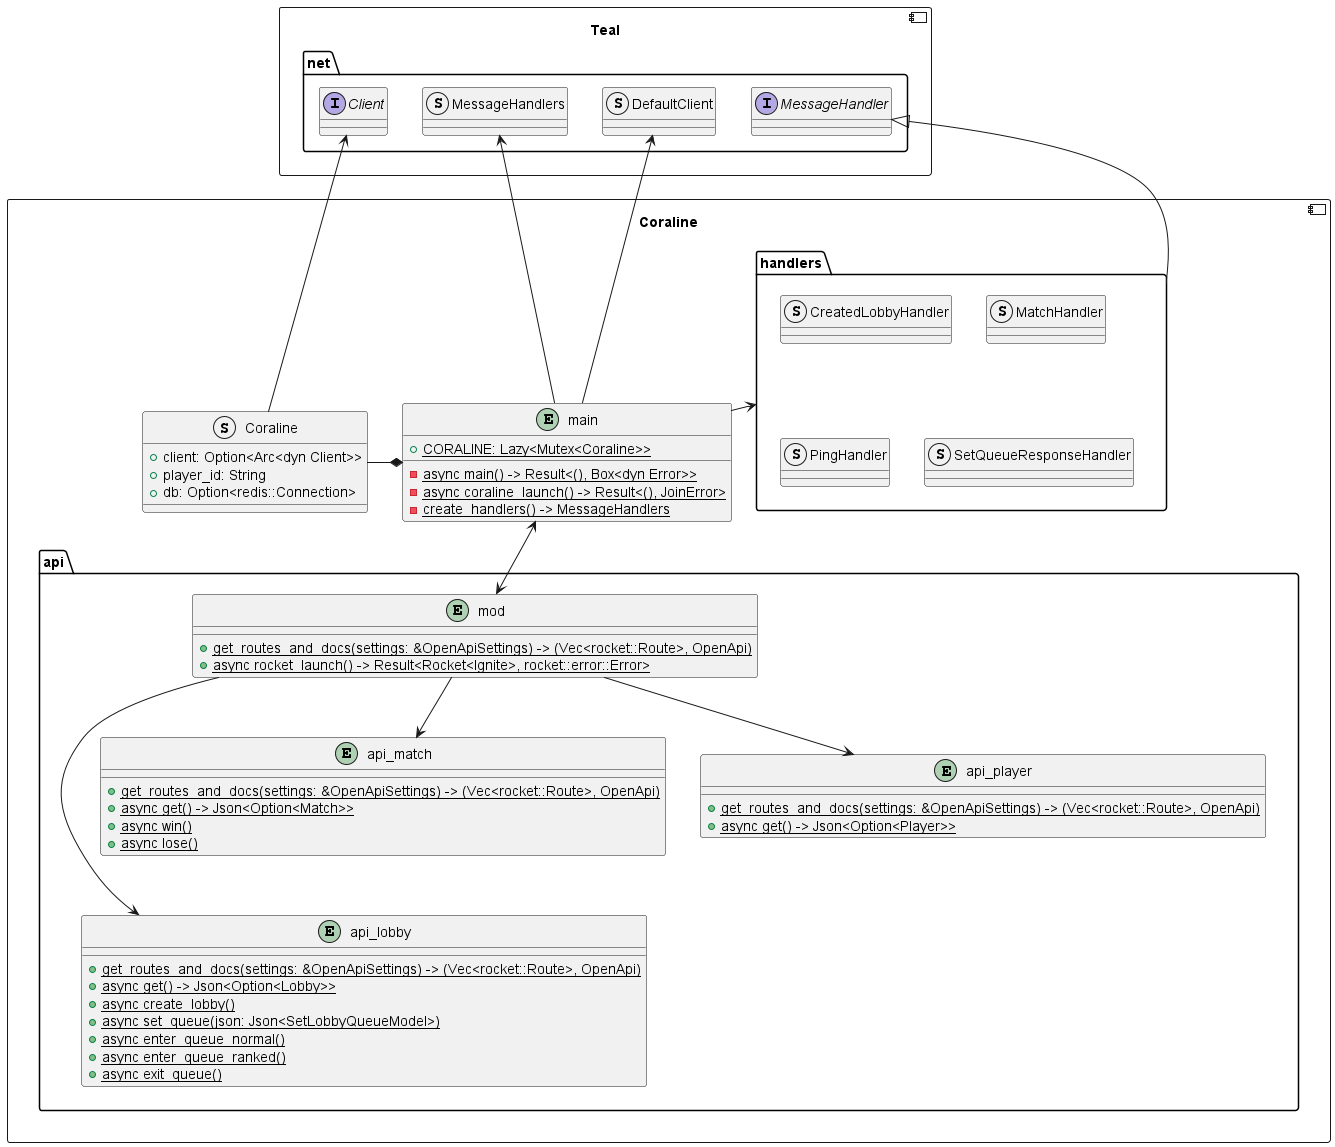 Teal
net
I Client
S MessageHandlers
S DefaultClient
I MessageHandler
Coraline
handlers
S CreatedLobbyHandler
S MatchHandler
S PingHandler
S SetQueueResponseHandler
S Coraline
client: Option<Arc<dyn Client>>
player_id: String
db: Option<redis::Connection>
E main
CORALINE: Lazy<Mutex<Coraline>>
async main() -> Result<(), Box<dyn Error>>
async coraline_launch() -> Result<(), JoinError>
create_handlers() -> MessageHandlers
api
E mod
get_routes_and_docs(settings: &OpenApiSettings) -> (Vec<rocket::Route>, OpenApi)
async rocket_launch() -> Result<Rocket<Ignite>, rocket::error::Error>
E api_match
get_routes_and_docs(settings: &OpenApiSettings) -> (Vec<rocket::Route>, OpenApi)
async get() -> Json<Option<Match>>
async win()
async lose()
E api_player
get_routes_and_docs(settings: &OpenApiSettings) -> (Vec<rocket::Route>, OpenApi)
async get() -> Json<Option<Player>>
E api_lobby
get_routes_and_docs(settings: &OpenApiSettings) -> (Vec<rocket::Route>, OpenApi)
async get() -> Json<Option<Lobby>>
async create_lobby()
async set_queue(json: Json<SetLobbyQueueModel>)
async enter_queue_normal()
async enter_queue_ranked()
async exit_queue()